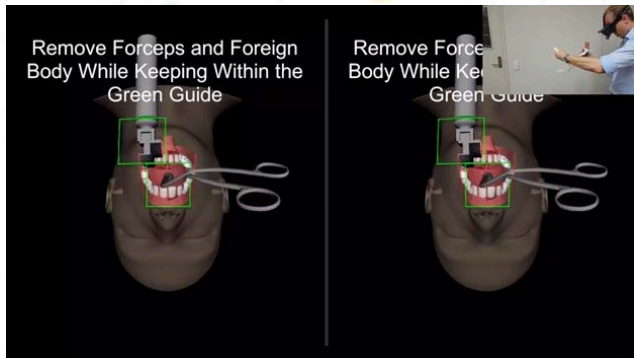 Remove Forceps and Foreign
Body While Keeping Within the
Green Guide
Remove Force
Body While Ke
Green Guide